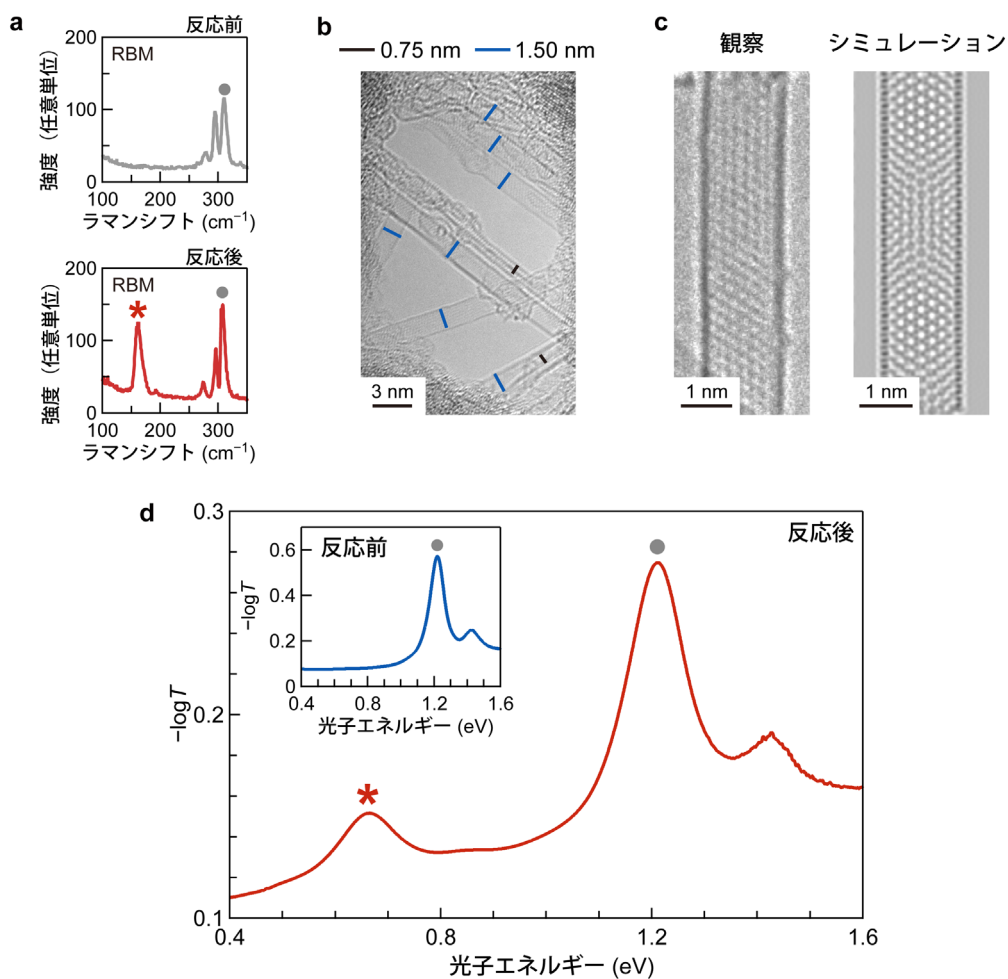 a
反応前
200
RBM
100
0
100 200 300
強度（任意単位）
ラマンシフト (cm⁻¹)
反応後
200
RBM
*
100
0
100 200 300
強度（任意単位）
ラマンシフト (cm⁻¹)
b
0.75 nm 1.50 nm
3 nm
c
観察 シミュレーション
1 nm 1 nm
d
0.3
反応後
0.2
*
0.1
0.4 0.8 1.2 1.6
−logT
光子エネルギー (eV)
反応前
0.6
0.4
0.2
0
0.4 0.8 1.2 1.6
−logT
光子エネルギー (eV)